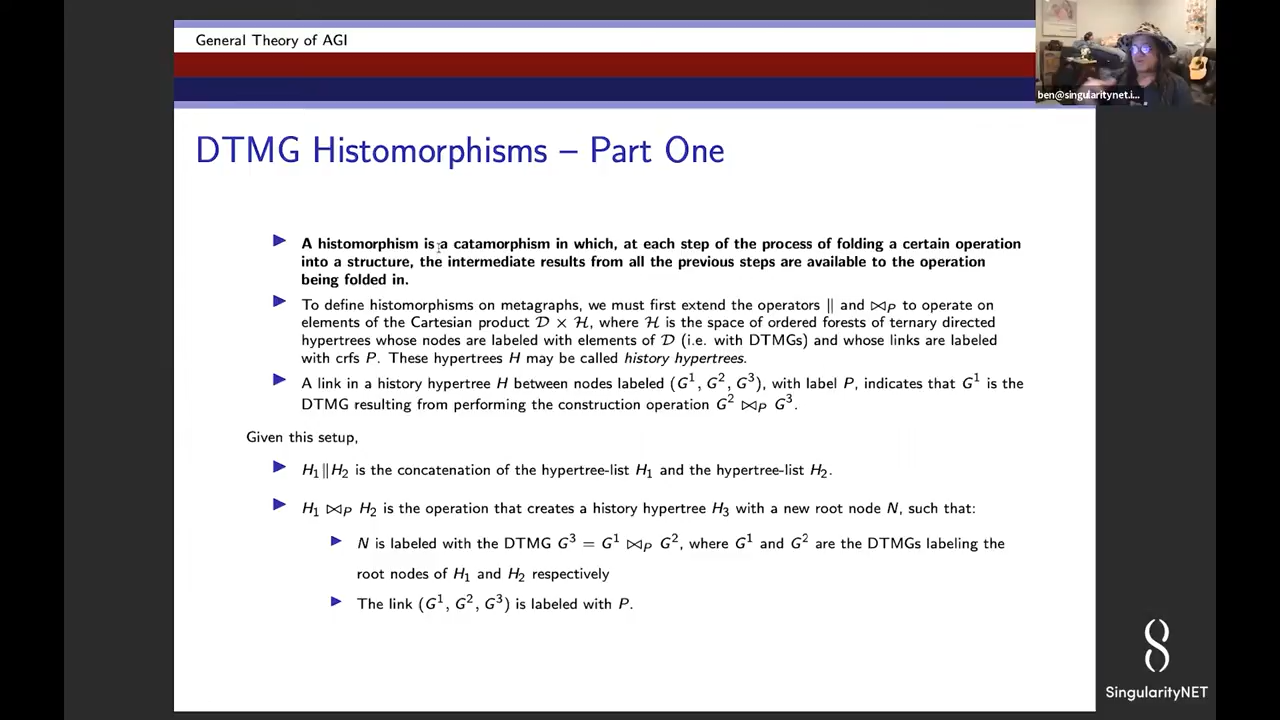 General Theory of AGI
ben@singularitynet.i...
DTMG Histomorphisms – Part One
A histomorphism is a catamorphism in which, at each step of the process of folding a certain operation
into a structure, the intermediate results from all the previous steps are available to the operation
being folded in.
To define histomorphisms on metagraphs, we must first extend the operators ∥ and ⋈P to operate on
elements of the Cartesian product 𝒟 × ℋ, where ℋ is the space of ordered forests of ternary directed
hypertrees whose nodes are labeled with elements of 𝒟 (i.e. with DTMGs) and whose links are labeled
with crfs P. These hypertrees H may be called history hypertrees.
A link in a history hypertree H between nodes labeled (G¹, G², G³), with label P, indicates that G¹ is the
DTMG resulting from performing the construction operation G² ⋈P G³.
Given this setup,
H₁∥H₂ is the concatenation of the hypertree-list H₁ and the hypertree-list H₂.
H₁ ⋈P H₂ is the operation that creates a history hypertree H₃ with a new root node N, such that:
N is labeled with the DTMG G³ = G¹ ⋈P G², where G¹ and G² are the DTMGs labeling the
root nodes of H₁ and H₂ respectively
The link (G¹, G², G³) is labeled with P.
SingularityNET